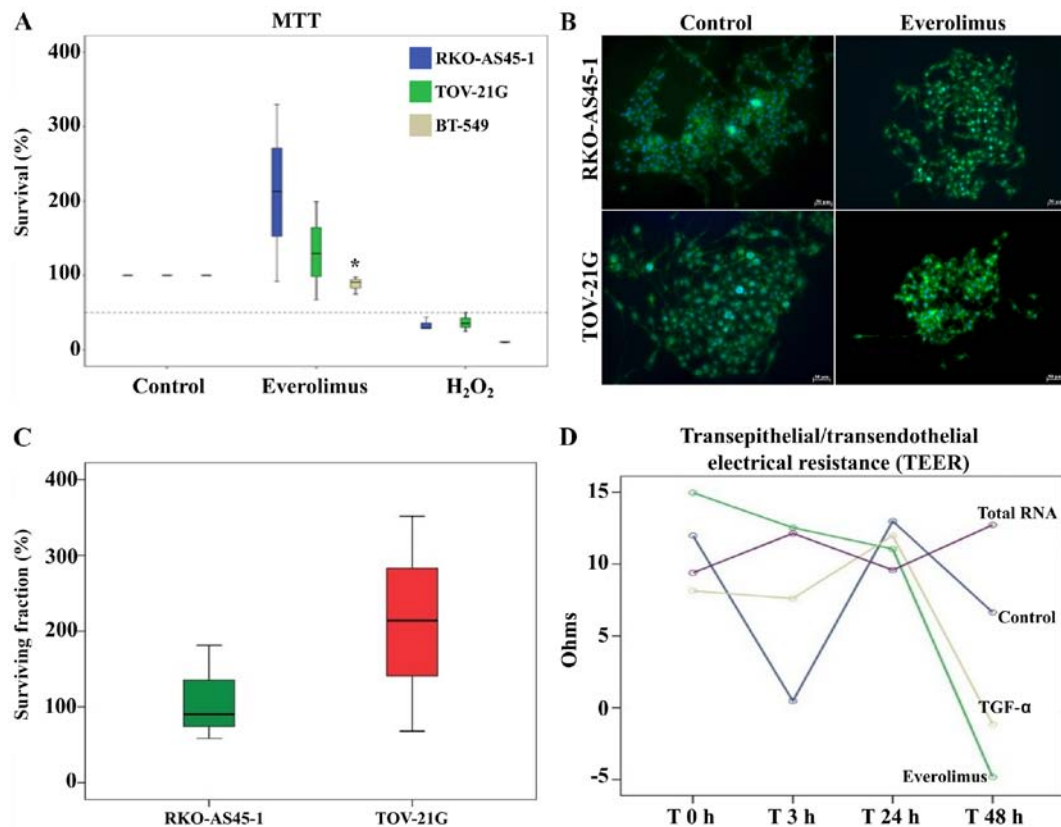 A
MTT
400
300
200
100
0
Survival (%)
RKO-AS45-1
TOV-21G
BT-549
*
Control
Everolimus
H₂O₂
B
Control
Everolimus
RKO-AS45-1
TOV-21G
C
400
300
200
100
0
Surviving fraction (%)
RKO-AS45-1
TOV-21G
D
Transepithelial/transendothelial
electrical resistance (TEER)
15
10
5
0
-5
Ohms
Total RNA
Control
TGF-α
Everolimus
T 0 h
T 3 h
T 24 h
T 48 h